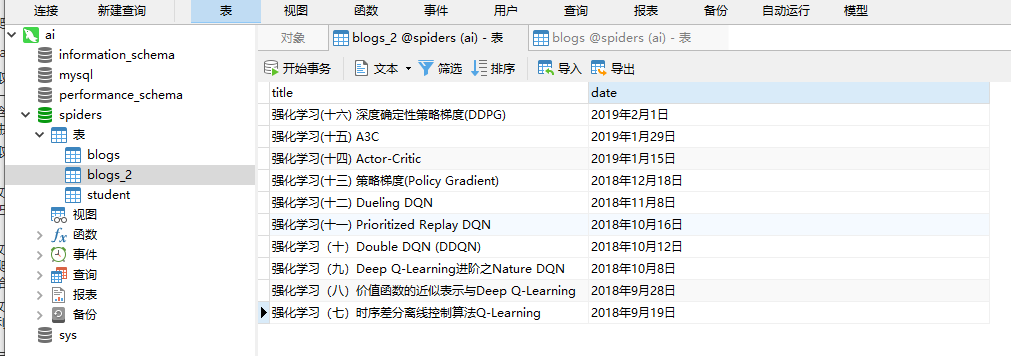 连接 新建查询 表 视图 函数 事件 用户 查询 报表 备份 自动运行 模型
ai
information_schema
mysql
performance_schema
spiders
表
blogs
blogs_2
student
视图
函数
事件
查询
报表
备份
sys
对象 blogs_2 @spiders (ai) - 表 blogs @spiders (ai) - 表
开始事务 文本 筛选 排序 导入 导出
title date
强化学习(十六) 深度确定性策略梯度(DDPG) 2019年2月1日
强化学习(十五) A3C 2019年1月29日
强化学习(十四) Actor-Critic 2019年1月15日
强化学习(十三) 策略梯度(Policy Gradient) 2018年12月18日
强化学习(十二) Dueling DQN 2018年11月8日
强化学习(十一) Prioritized Replay DQN 2018年10月16日
强化学习（十）Double DQN (DDQN) 2018年10月12日
强化学习（九）Deep Q-Learning进阶之Nature DQN 2018年10月8日
强化学习（八）价值函数的近似表示与Deep Q-Learning 2018年9月28日
强化学习（七）时序差分离线控制算法Q-Learning 2018年9月19日